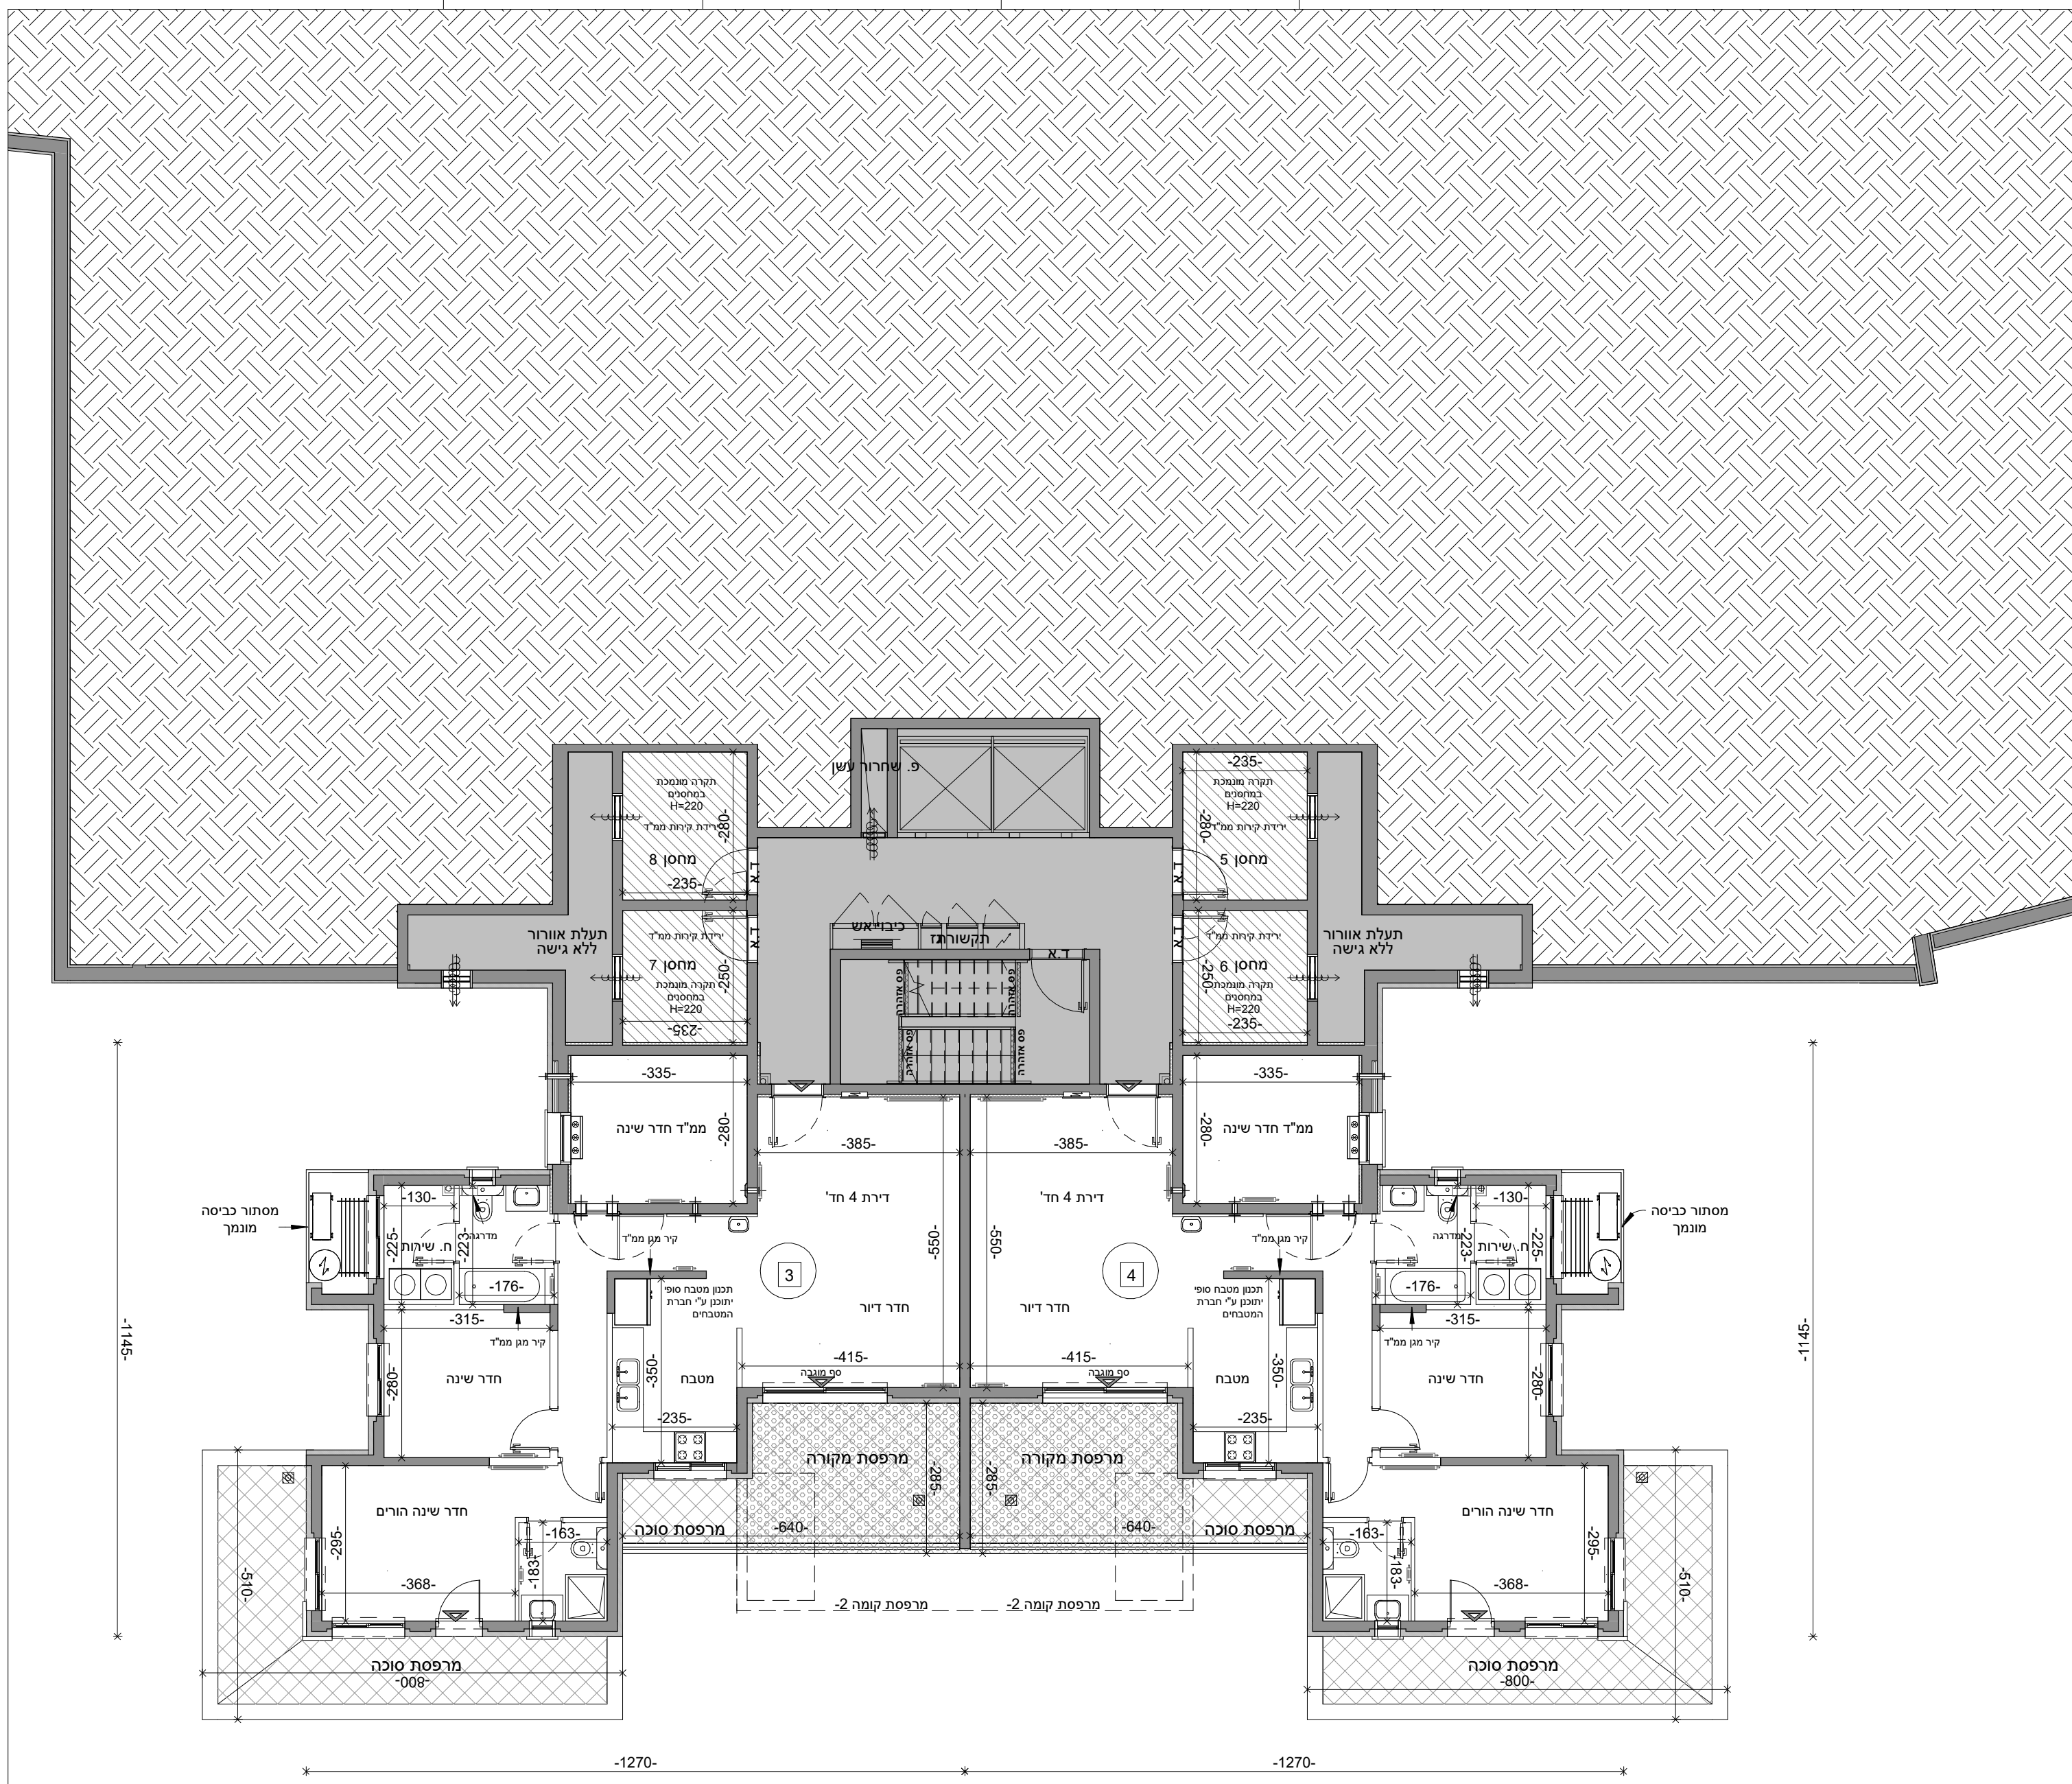 פ. שחרור עשן
תקרה מונמכת
במחסנים
H=220
ירידת קירות ממ"ד
-280-
מחסן 8
-235-
ד.א
-235-
תקרה מונמכת
במחסנים
H=220
ירידת קירות ממ"ד
-280-
מחסן 5
ד.א
כיבוי אש
תקשורת
גז
ד.א
תעלת אוורור
ללא גישה
ירידת קירות ממ"ד
מחסן 7
-250-
תקרה מונמכת
במחסנים
H=220
-235-
ד.א
ירידת קירות ממ"ד
מחסן 6
-250-
תקרה מונמכת
במחסנים
H=220
-235-
ד.א
תעלת אוורור
ללא גישה
פס אזהרה
פס אזהרה
פס אזהרה
פס אזהרה
-335-
ממ"ד חדר שינה
-280-
-385-
דירת 4 חד'
-550-
3
חדר דיור
-415-
סף מוגבה
-385-
דירת 4 חד'
-550-
4
חדר דיור
-415-
סף מוגבה
-335-
ממ"ד חדר שינה
-280-
מסתור כביסה
מונמך
-130-
-225-
ח. שירות
-223-
מדרגה
-176-
קיר מגן ממ"ד
תכנון מטבח סופי
יתוכנן ע"י חברת
המטבחים
-315-
קיר מגן ממ"ד
-350-
מטבח
-235-
חדר שינה
-280-
קיר מגן ממ"ד
תכנון מטבח סופי
יתוכנן ע"י חברת
המטבחים
-350-
מטבח
-235-
מסתור כביסה
מונמך
-130-
-225-
ח. שירות
-223-
מדרגה
-176-
-315-
קיר מגן ממ"ד
חדר שינה
-280-
-1145-
-1145-
מרפסת מקורה
-285-
מרפסת סוכה
-640-
מרפסת מקורה
-285-
מרפסת סוכה
-640-
חדר שינה הורים
-295-
-368-
-163-
-183-
-510-
חדר שינה הורים
-295-
-368-
-163-
-183-
-510-
מרפסת קומה 2-
מרפסת קומה 2-
מרפסת סוכה
-800-
מרפסת סוכה
-800-
-1270-
-1270-